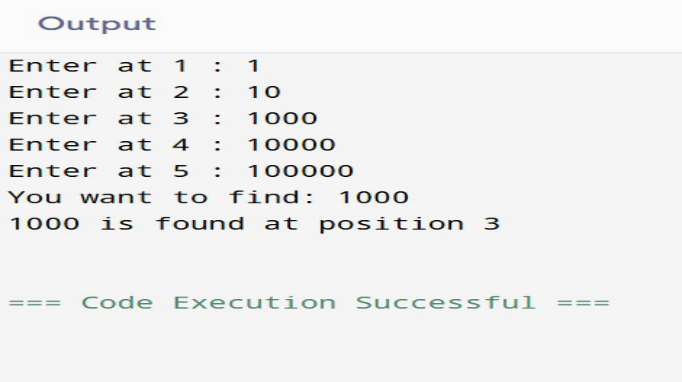 Output
Enter at 1 : 1
Enter at 2 : 10
Enter at 3 : 1000
Enter at 4 : 10000
Enter at 5 : 100000
You want to find: 1000
1000 is found at position 3
=== Code Execution Successful ===